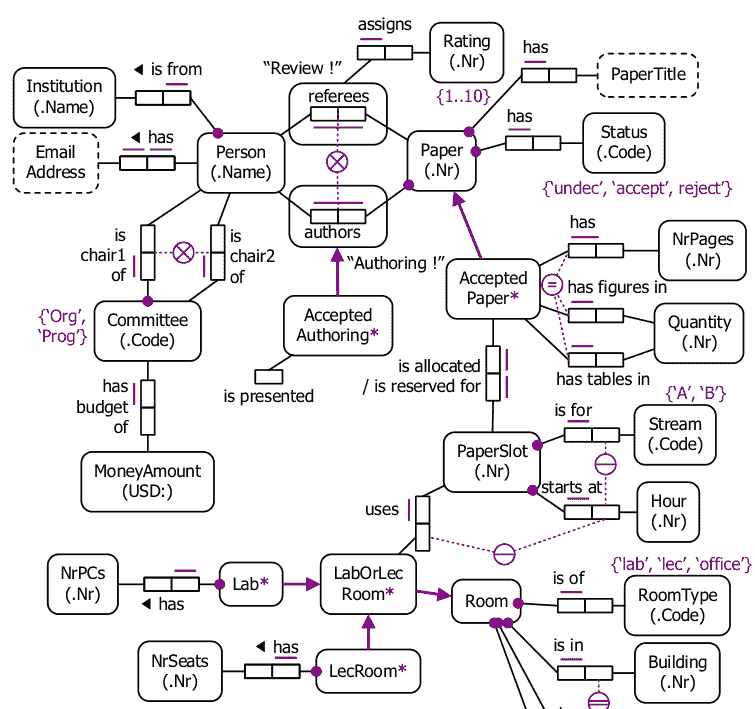 assigns
Rating
(.Nr)
{1..10}
has
PaperTitle
◄ is from
Institution
(.Name)
"Review !"
referees
has
Status
(.Code)
{'undec', 'accept', reject'}
Email
Address
◄ has
Person
(.Name)
Paper
(.Nr)
authors
"Authoring !"
is
chair1
of
is
chair2
of
has
NrPages
(.Nr)
Accepted
Paper*
=
has figures in
Quantity
(.Nr)
has tables in
{'Org',
'Prog'}
Committee
(.Code)
Accepted
Authoring*
is presented
is allocated
/ is reserved for
has
budget
of
MoneyAmount
(USD:)
{'A', 'B'}
is for
Stream
(.Code)
PaperSlot
(.Nr)
starts at
Hour
(.Nr)
uses
NrPCs
(.Nr)
◄ has
Lab*
LabOrLec
Room*
Room
{'lab', 'lec', 'office'}
is of
RoomType
(.Code)
NrSeats
(.Nr)
◄ has
LecRoom*
is in
Building
(.Nr)